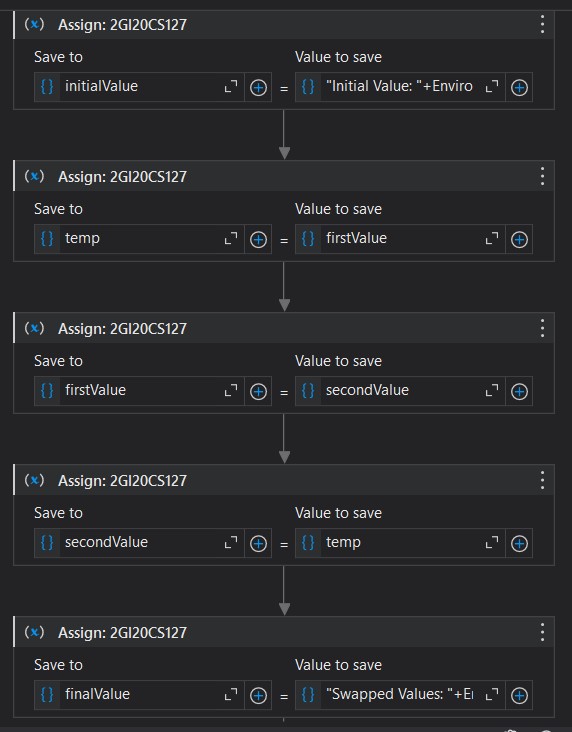 Assign: 2GI20CS127
Save to Value to save
initialValue = "Initial Value: "+Enviro
Assign: 2GI20CS127
Save to Value to save
temp = firstValue
Assign: 2GI20CS127
Save to Value to save
firstValue = secondValue
Assign: 2GI20CS127
Save to Value to save
secondValue = temp
Assign: 2GI20CS127
Save to Value to save
finalValue = "Swapped Values: "+E